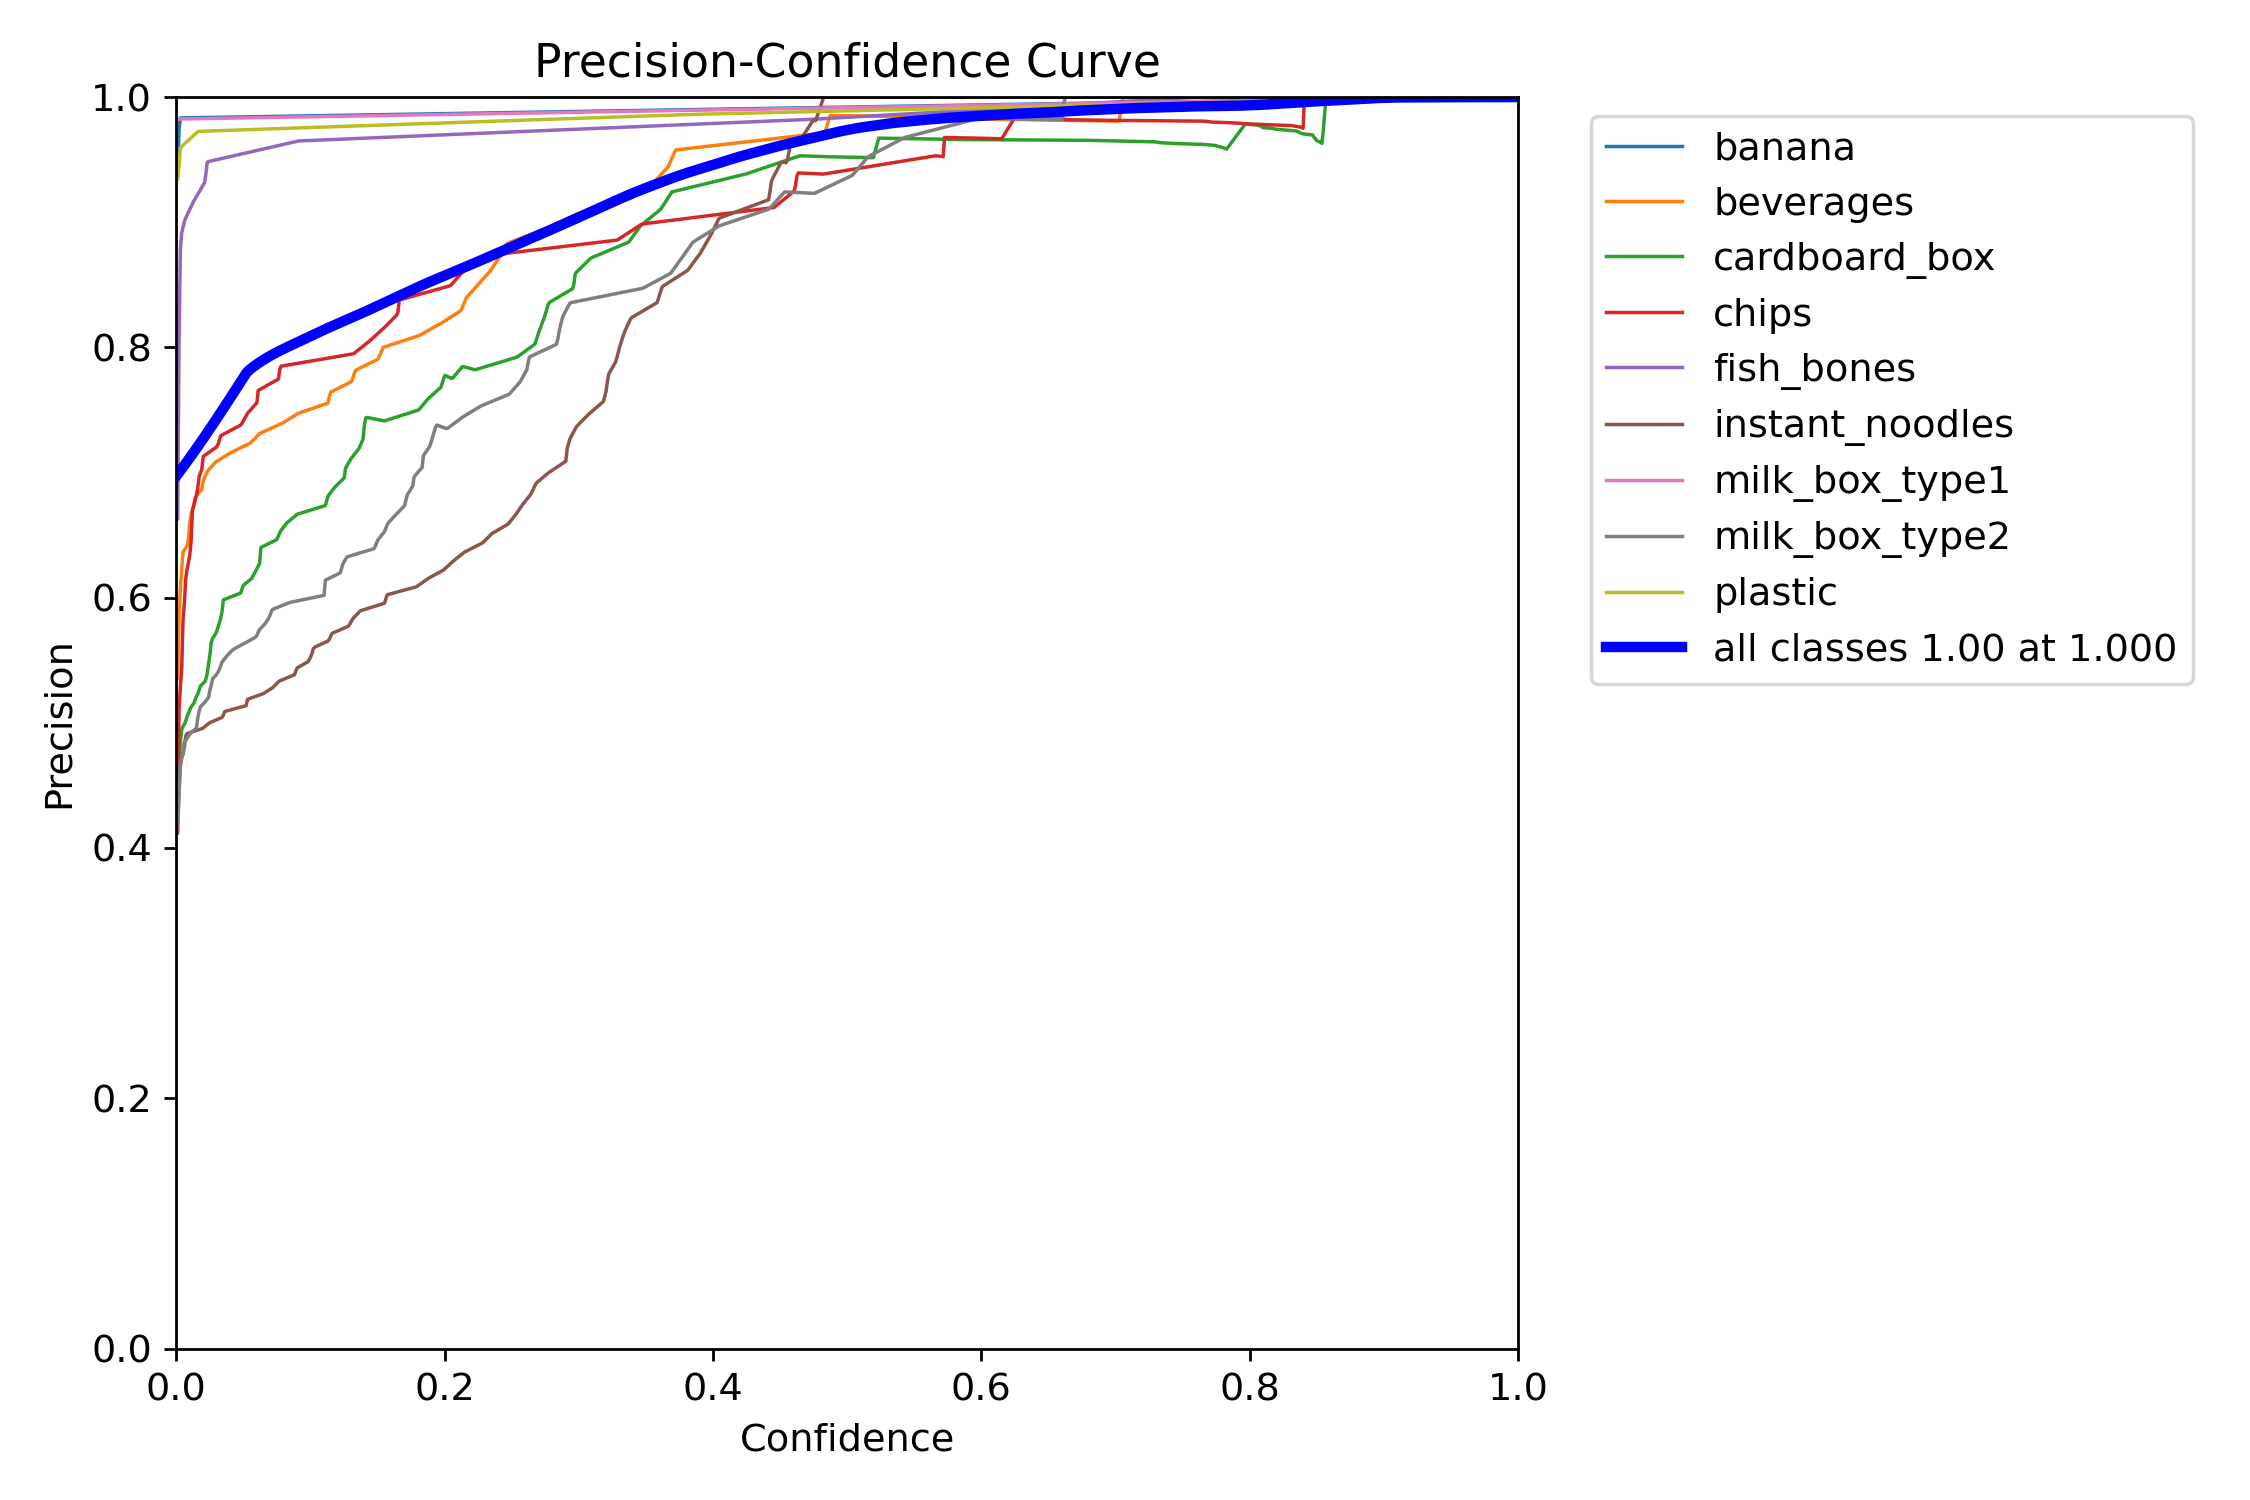 Precision-Confidence Curve
1.0
0.8
0.6
0.4
0.2
0.0
Precision
0.0 0.2 0.4 0.6 0.8 1.0
Confidence
banana
beverages
cardboard_box
chips
fish_bones
instant_noodles
milk_box_type1
milk_box_type2
plastic
all classes 1.00 at 1.000